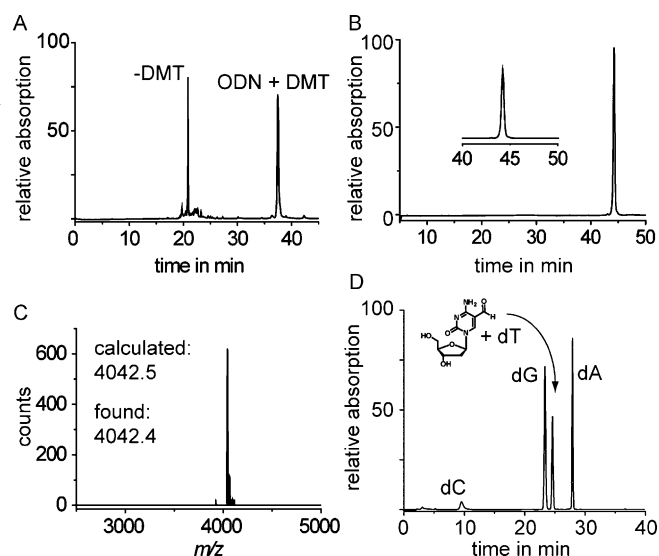 A
100
50
0
relative absorption
-DMT
ODN + DMT
0 10 20 30 40
time in min
B
100
50
0
relative absorption
40 45 50
10 20 30 40 50
time in min
C
600
400
200
0
counts
calculated:
4042.5
found:
4042.4
3000 4000 5000
m/z
D
100
50
relative absorption
NH2
O
N
H
O
N
HO
O
OH
+ dT
dG
dA
dC
0 10 20 30 40
time in min